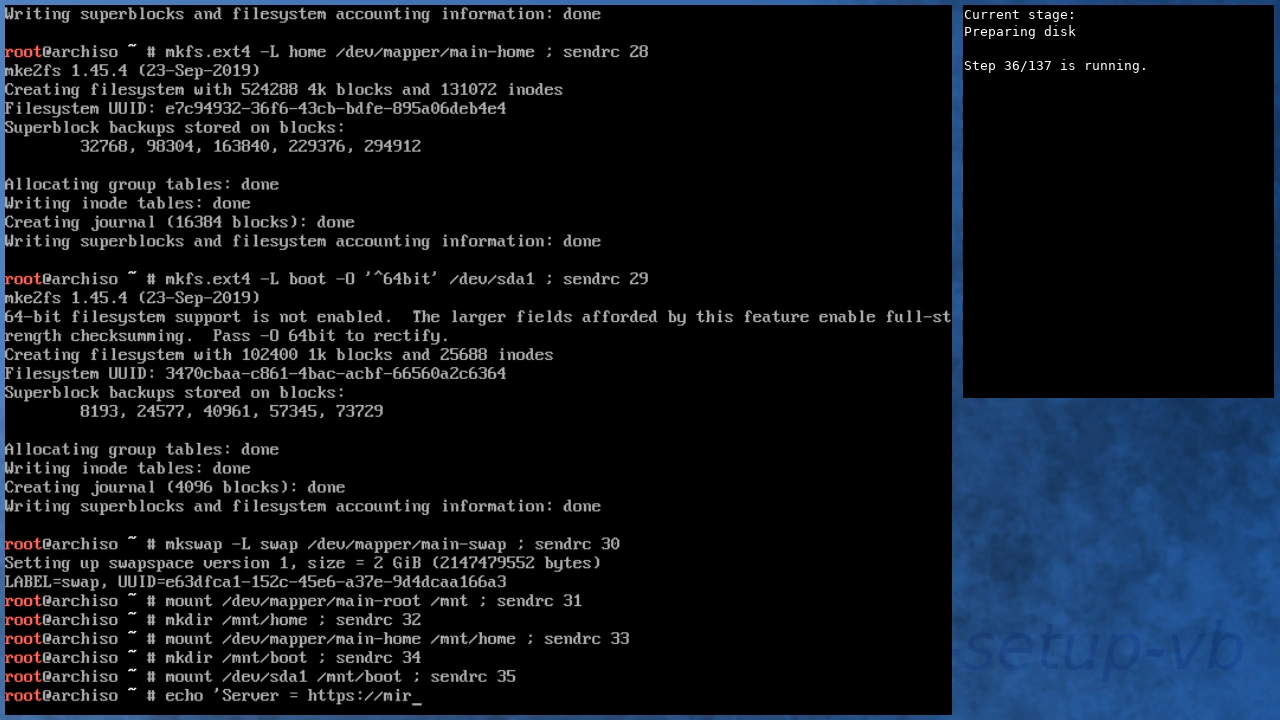 Writing superblocks and filesystem accounting information: done
root@archiso ~ # mkfs.ext4 -L home /dev/mapper/main-home ; sendrc 28
mke2fs 1.45.4 (23-Sep-2019)
Creating filesystem with 524288 4k blocks and 131072 inodes
Filesystem UUID: e7c94932-36f6-43cb-bdfe-895a06deb4e4
Superblock backups stored on blocks:
        32768, 98304, 163840, 229376, 294912
Allocating group tables: done
Writing inode tables: done
Creating journal (16384 blocks): done
Writing superblocks and filesystem accounting information: done
root@archiso ~ # mkfs.ext4 -L boot -O '^64bit' /dev/sda1 ; sendrc 29
mke2fs 1.45.4 (23-Sep-2019)
64-bit filesystem support is not enabled.  The larger fields afforded by this feature enable full-st
rength checksumming.  Pass -O 64bit to rectify.
Creating filesystem with 102400 1k blocks and 25688 inodes
Filesystem UUID: 3470cbaa-c861-4bac-acbf-66560a2c6364
Superblock backups stored on blocks:
        8193, 24577, 40961, 57345, 73729
Allocating group tables: done
Writing inode tables: done
Creating journal (4096 blocks): done
Writing superblocks and filesystem accounting information: done
root@archiso ~ # mkswap -L swap /dev/mapper/main-swap ; sendrc 30
Setting up swapspace version 1, size = 2 GiB (2147479552 bytes)
LABEL=swap, UUID=e63dfca1-152c-45e6-a37e-9d4dcaa166a3
root@archiso ~ # mount /dev/mapper/main-root /mnt ; sendrc 31
root@archiso ~ # mkdir /mnt/home ; sendrc 32
root@archiso ~ # mount /dev/mapper/main-home /mnt/home ; sendrc 33
root@archiso ~ # mkdir /mnt/boot ; sendrc 34
root@archiso ~ # mount /dev/sda1 /mnt/boot ; sendrc 35
root@archiso ~ # echo 'Server = https://mir_
Current stage:
Preparing disk
Step 36/137 is running.
-setup-vb